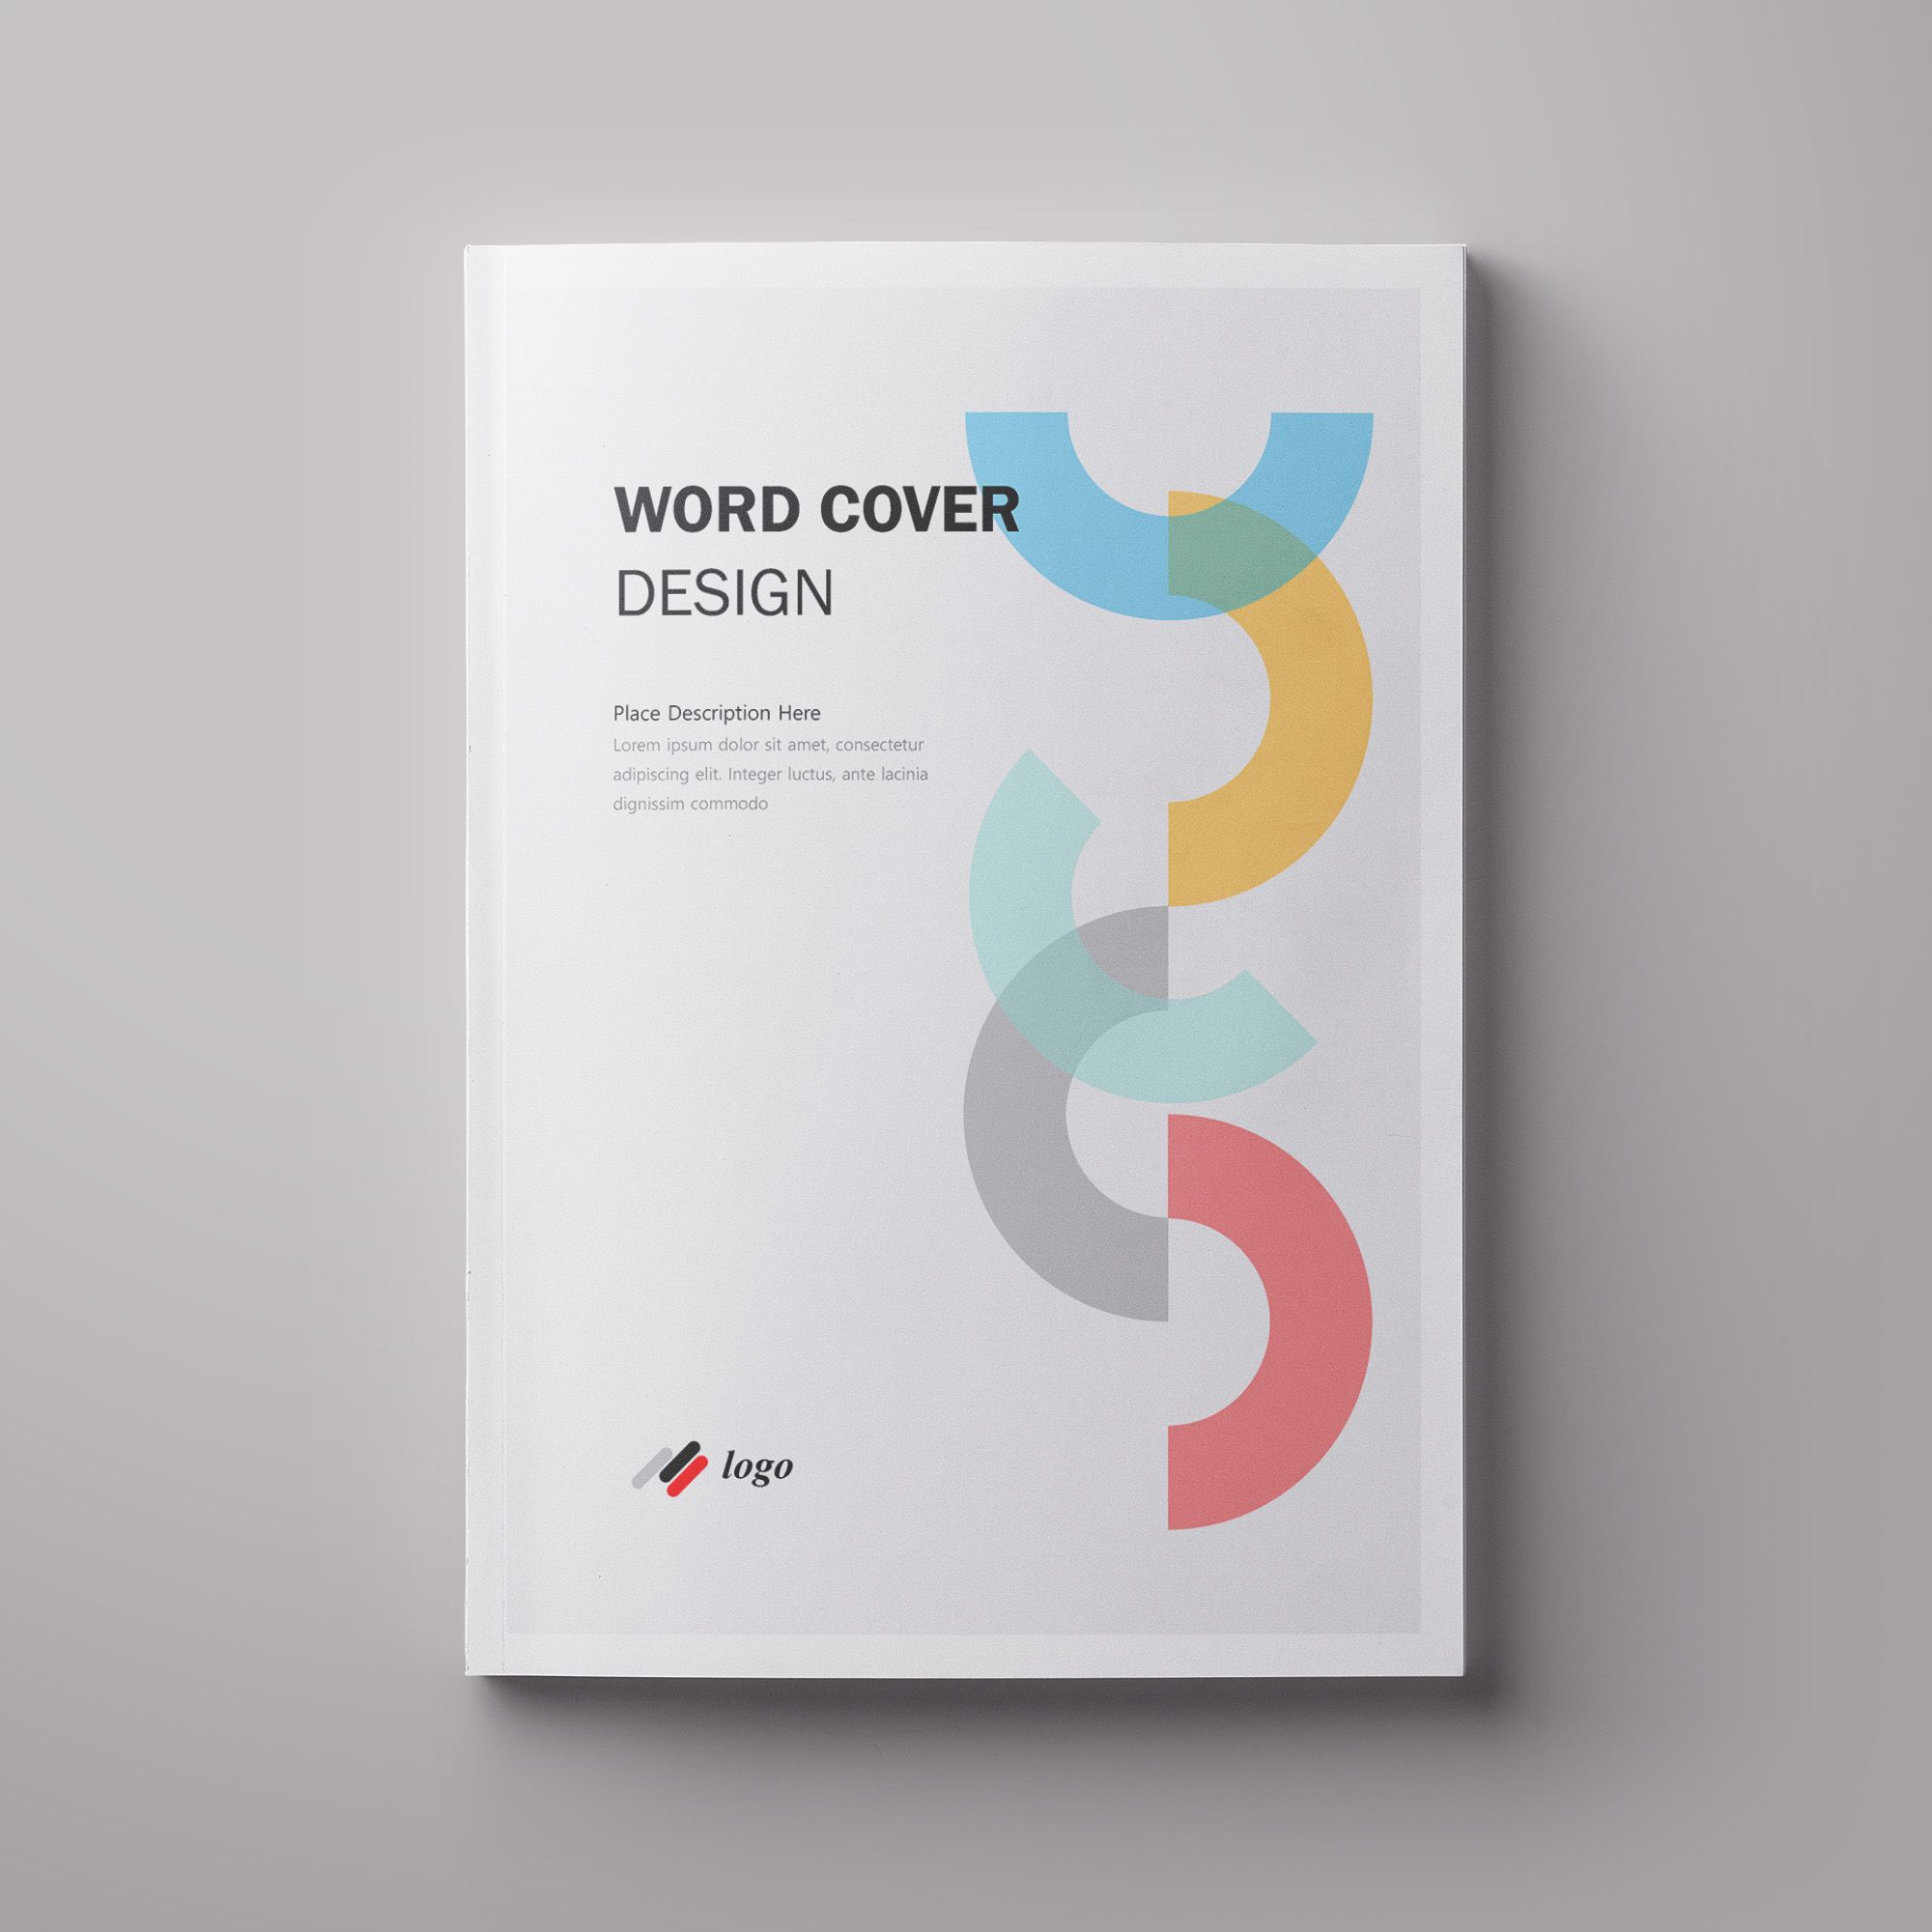 WORD COVER
DESIGN
Place Description Here
Lorem ipsum dolor sit amet, consectetur
adipiscing elit. Integer luctus, ante lacinia
dignissim commodo
logo